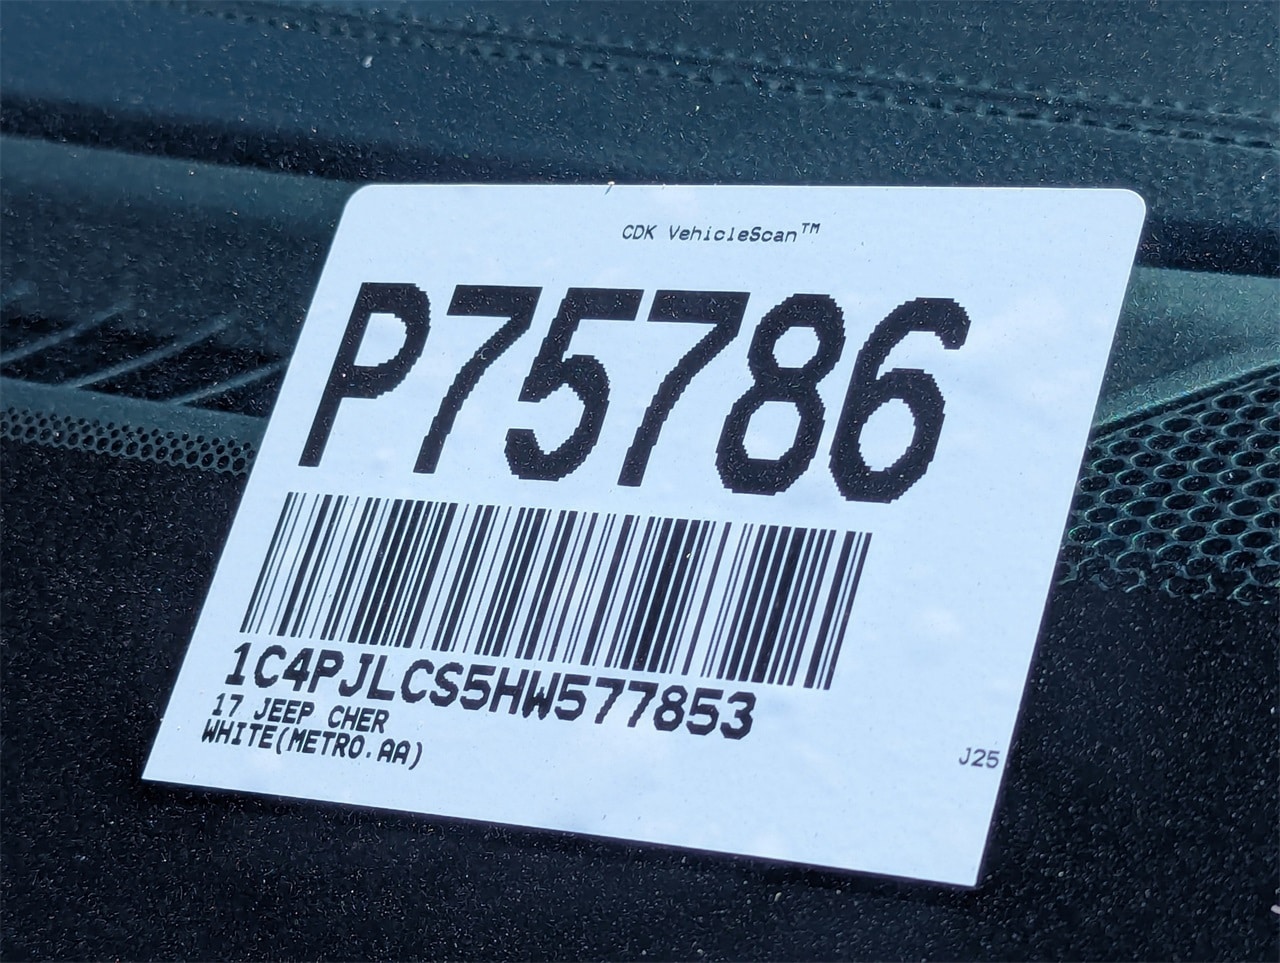 CDK VehicleScan™
P75786
1C4PJLCS5HW577853
17 JEEP CHER
WHITE(METRO.AA)
J25